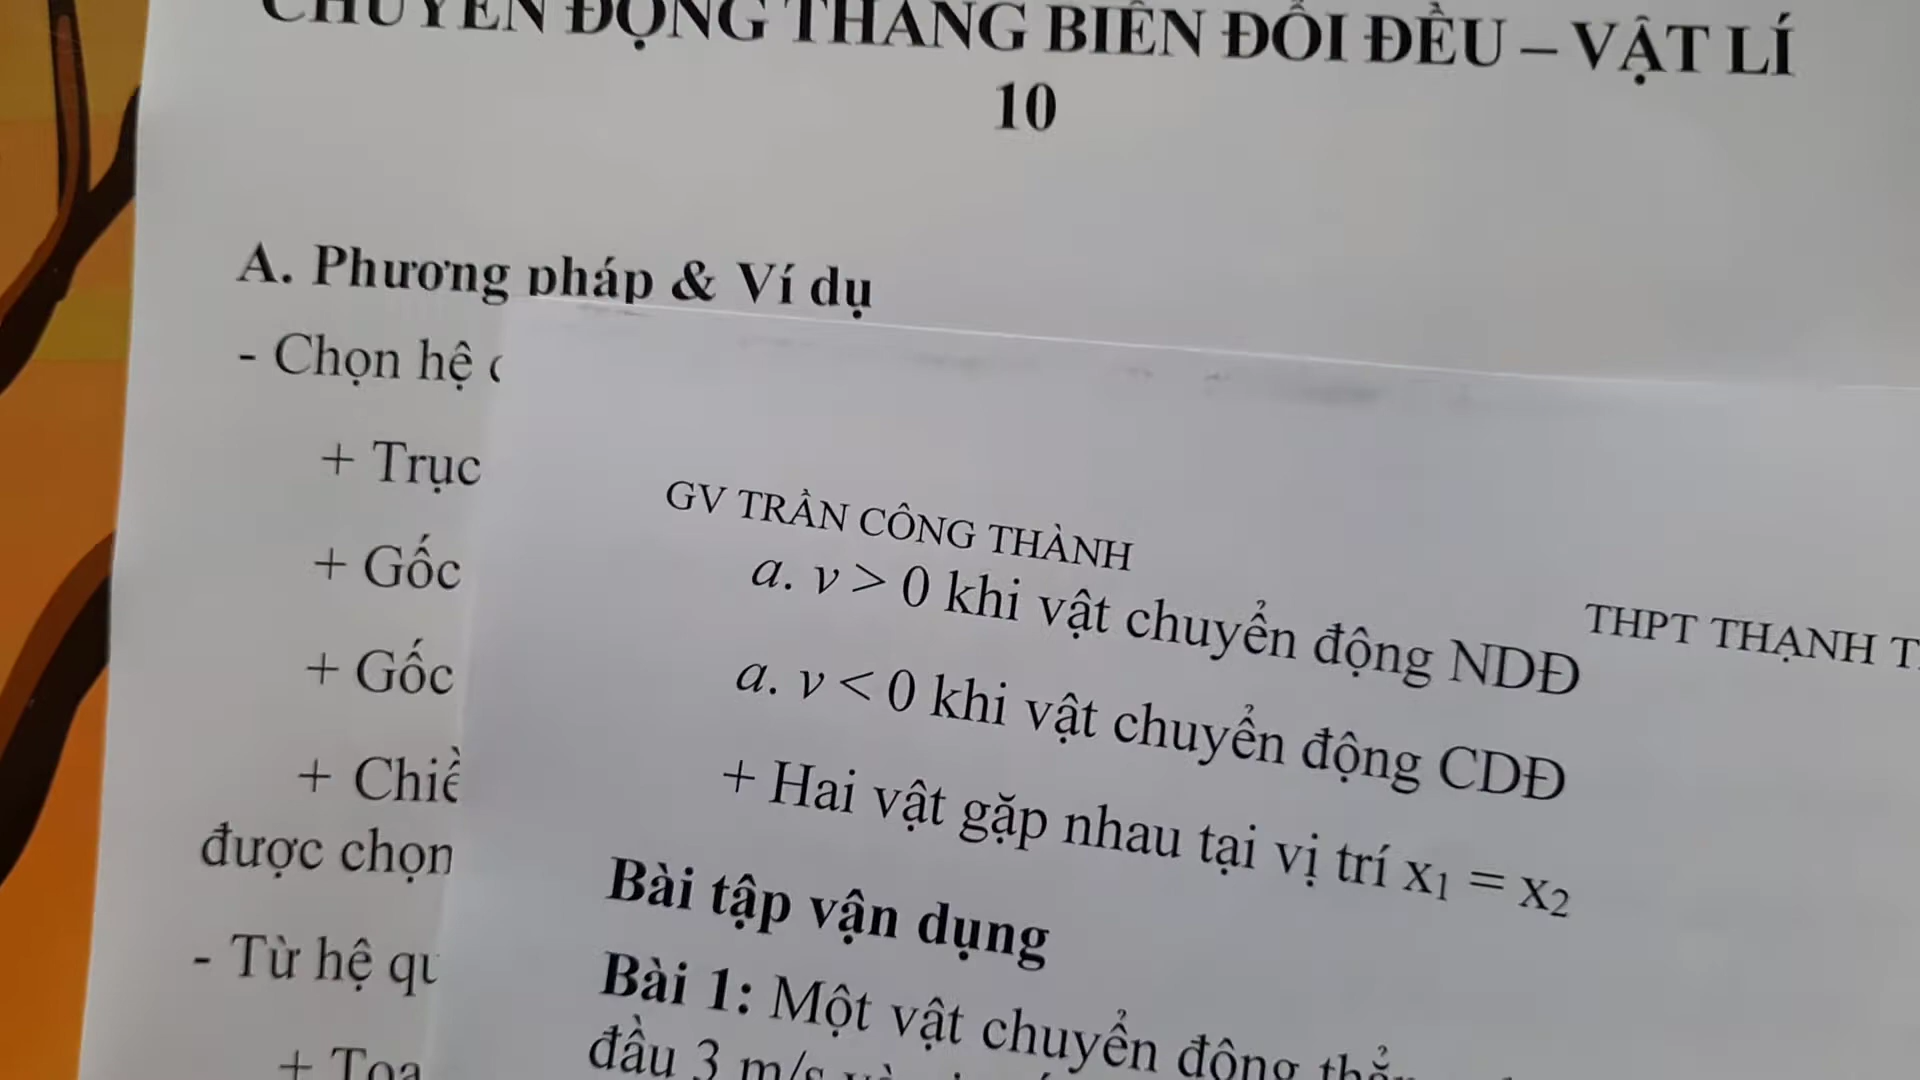 CHUYỂN ĐỘNG THẲNG BIẾN ĐỔI ĐỀU – VẬT LÍ
10
A. Phương pháp & Ví dụ
- Chọn hệ
+ Trục
+ Gốc
+ Gốc
+ Chiề
được chọn
- Từ hệ
+ Toạ
GV TRẦN CÔNG THÀNH
THPT THẠNH
a. v > 0 khi vật chuyển động NDĐ
a. v < 0 khi vật chuyển động CDĐ
+ Hai vật gặp nhau tại vị trí x₁ = x₂
Bài tập vận dụng
Bài 1: Một vật chuyển động
đầu 3 m/s